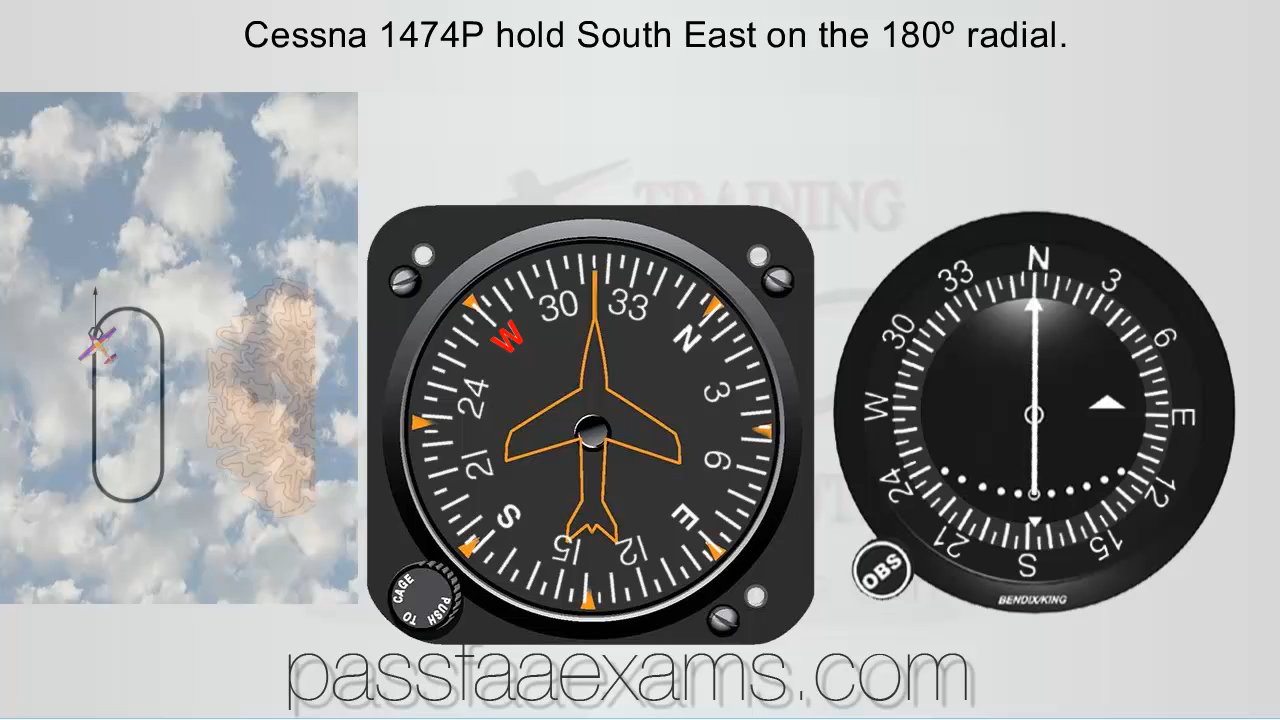 Cessna 1474P hold South East on the 180º radial.
TRAINING
30 33
W N
24 3
21 6
S E
15 12
PUSH TO CAGE
N
33 3
30 6
W E
24 12
21 15
S
OBS
BENDIX/KING
passfaaexams.com